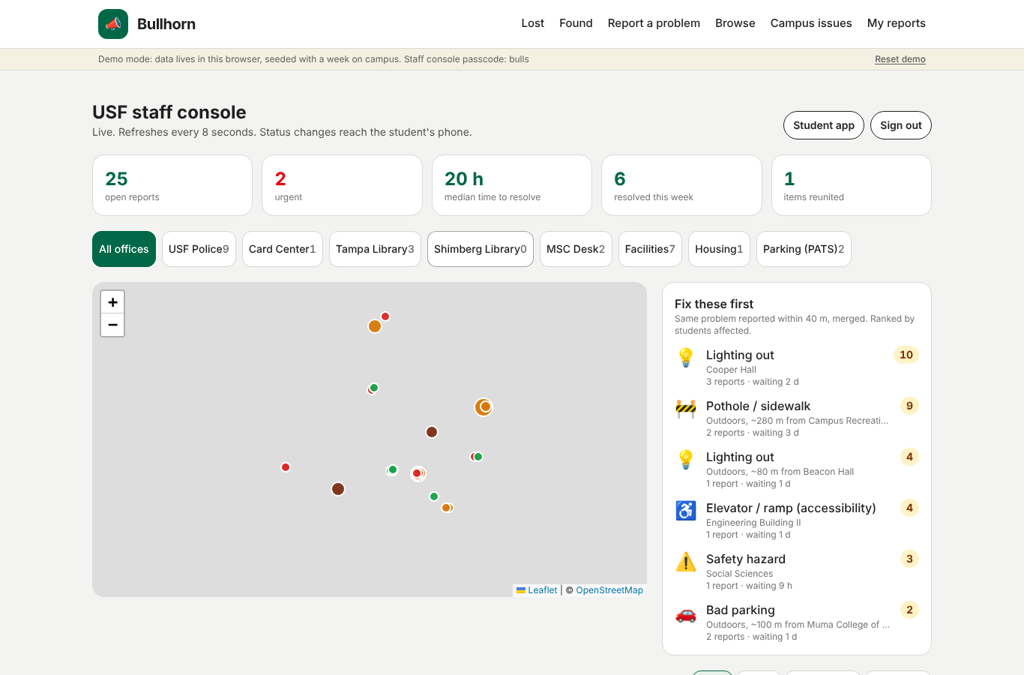 Bullhorn
Lost Found Report a problem Browse Campus issues My reports
Demo mode: data lives in this browser, seeded with a week on campus. Staff console passcode: bulls
Reset demo
USF staff console
Live. Refreshes every 8 seconds. Status changes reach the student's phone.
Student app
Sign out
25
open reports
2
urgent
20 h
median time to resolve
6
resolved this week
1
items reunited
All offices
USF Police9
Card Center1
Tampa Library3
Shimberg Library0
MSC Desk2
Facilities7
Housing1
Parking (PATS)2
+
−
Leaflet | © OpenStreetMap
Fix these first
Same problem reported within 40 m, merged. Ranked by
students affected.
Lighting out
10
Cooper Hall
3 reports · waiting 2 d
Pothole / sidewalk
9
Outdoors, ~280 m from Campus Recreati...
2 reports · waiting 3 d
Lighting out
4
Outdoors, ~80 m from Beacon Hall
1 report · waiting 1 d
Elevator / ramp (accessibility)
4
Engineering Building II
1 report · waiting 1 d
Safety hazard
3
Social Sciences
1 report · waiting 9 h
Bad parking
2
Outdoors, ~100 m from Muma College of ...
2 reports · waiting 1 d